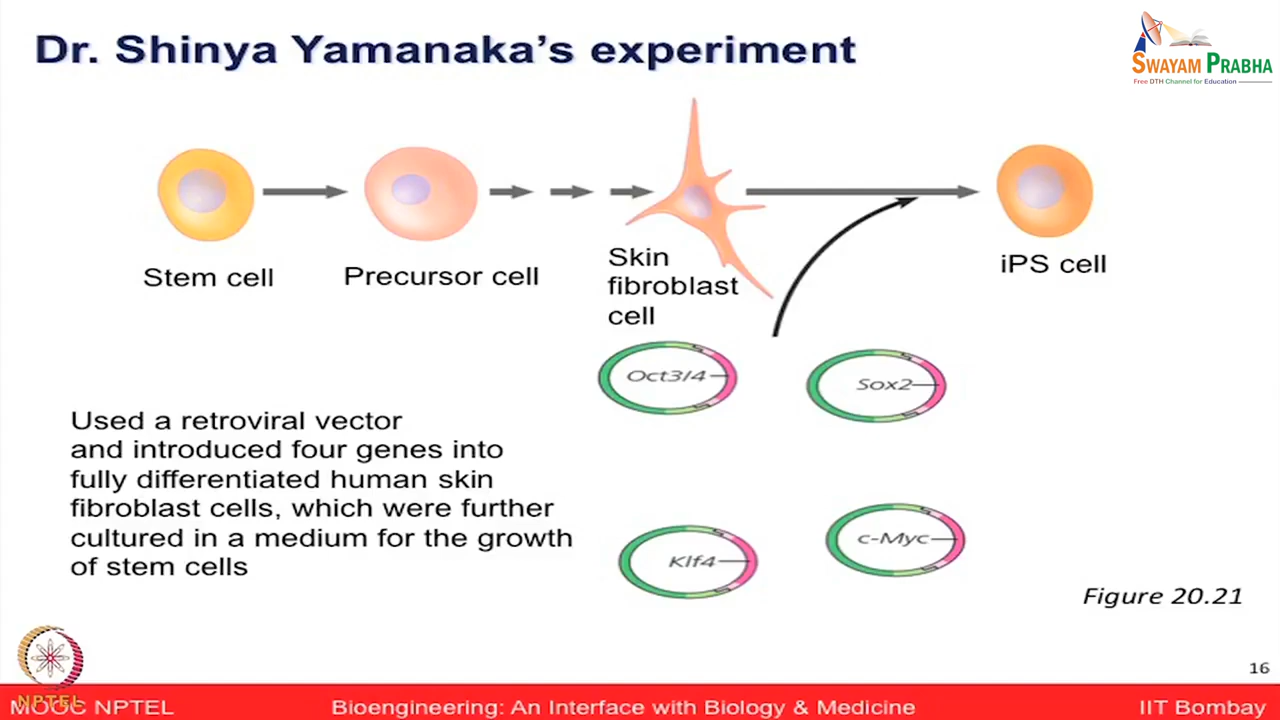 Dr. Shinya Yamanaka's experiment
SWAYAM PRABHA
Free DTH Channel for Education
Stem cell
Precursor cell
Skin
fibroblast
cell
iPS cell
Oct3/4
Sox2
Used a retroviral vector
and introduced four genes into
fully differentiated human skin
fibroblast cells, which were further
cultured in a medium for the growth
of stem cells
Klf4
c-Myc
Figure 20.21
16
NPTEL
MOOC NPTEL
Bioengineering: An Interface with Biology & Medicine
IIT Bombay